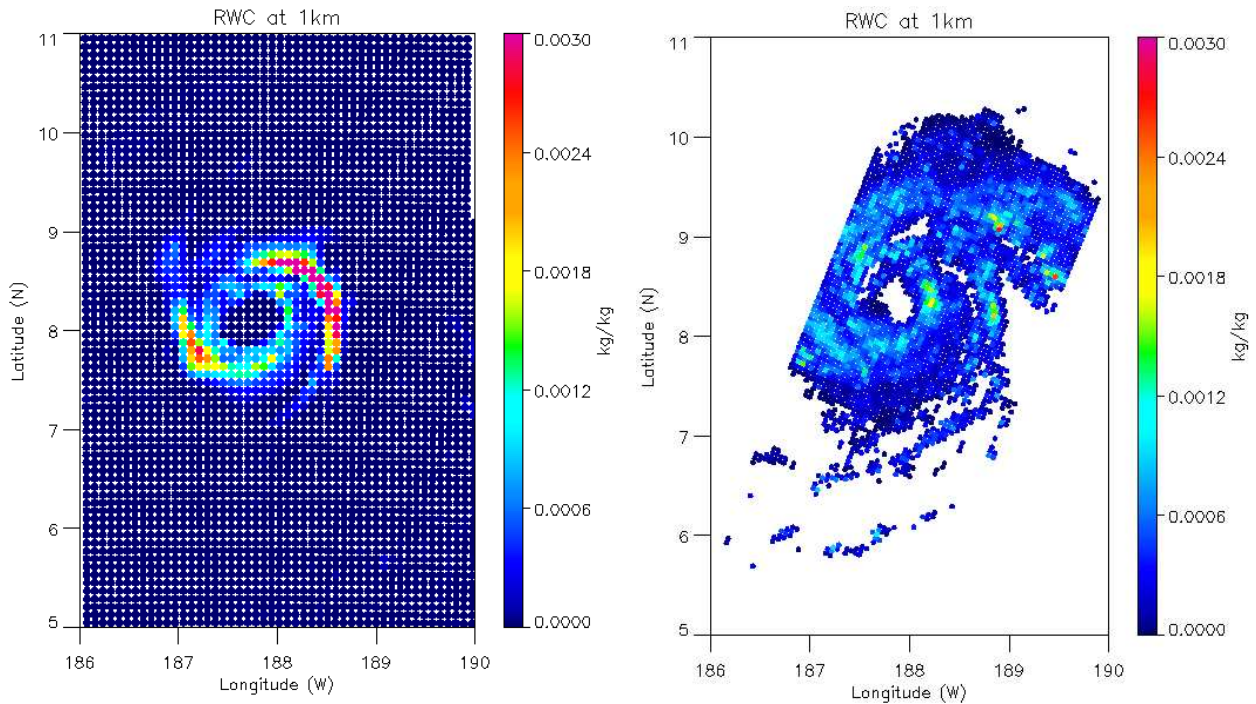 RWC at 1km
11
10
9
8
7
6
5
Latitude (N)
186 187 188 189 190
Longitude (W)
0.0030
0.0024
0.0018
0.0012
0.0006
0.0000
kg/kg
RWC at 1km
11
10
9
8
7
6
5
Latitude (N)
186 187 188 189 190
Longitude (W)
0.0030
0.0024
0.0018
0.0012
0.0006
0.0000
kg/kg